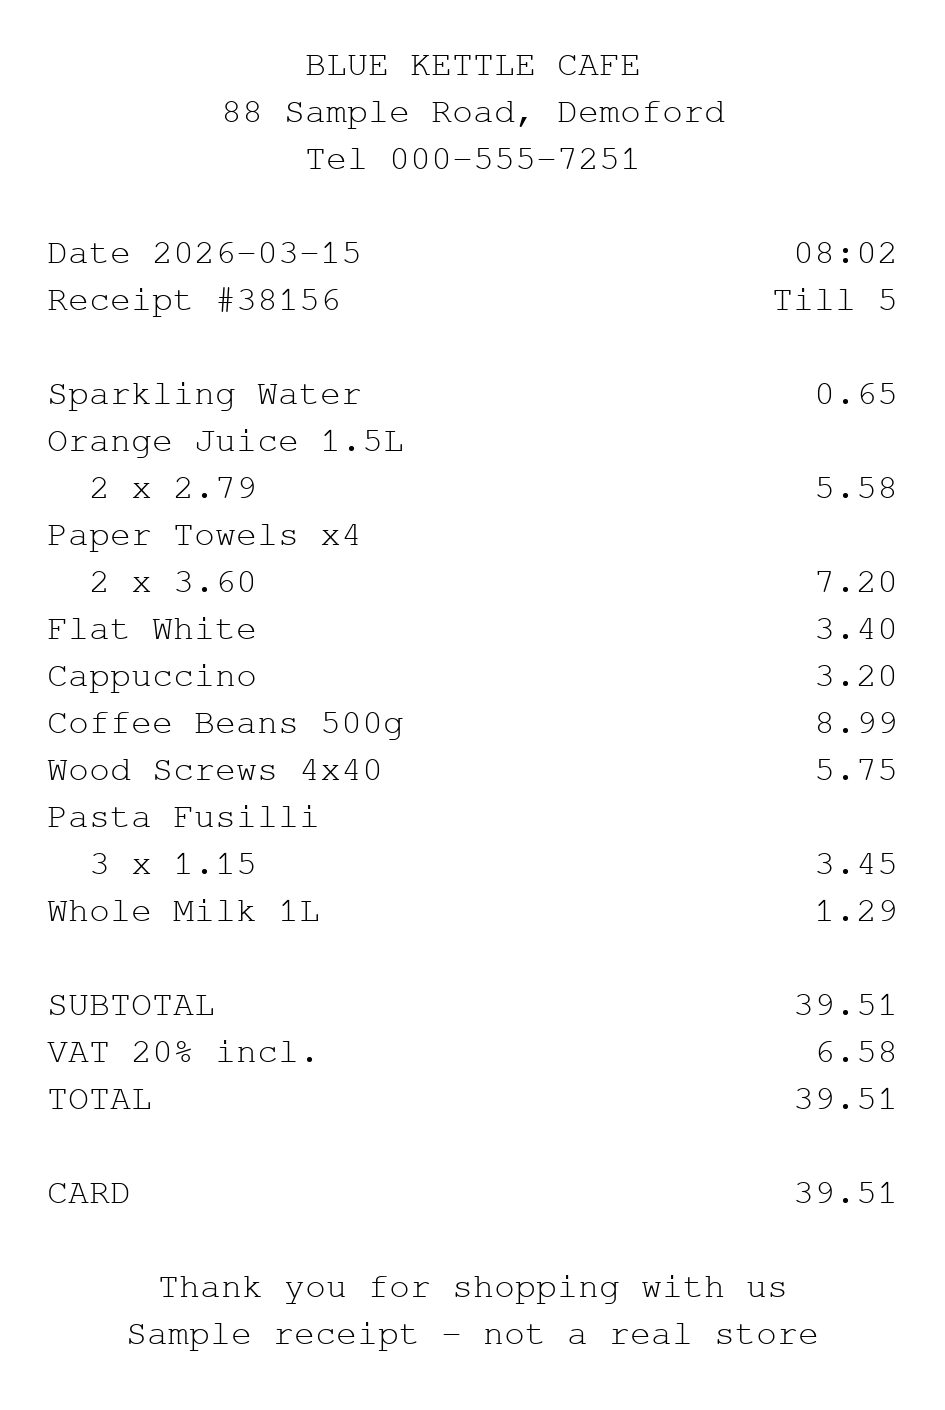 BLUE KETTLE CAFE
88 Sample Road, Demoford
Tel 000-555-7251
Date 2026-03-15 08:02
Receipt #38156 Till 5
Sparkling Water 0.65
Orange Juice 1.5L
2 x 2.79 5.58
Paper Towels x4
2 x 3.60 7.20
Flat White 3.40
Cappuccino 3.20
Coffee Beans 500g 8.99
Wood Screws 4x40 5.75
Pasta Fusilli
3 x 1.15 3.45
Whole Milk 1L 1.29
SUBTOTAL 39.51
VAT 20% incl. 6.58
TOTAL 39.51
CARD 39.51
Thank you for shopping with us
Sample receipt - not a real store